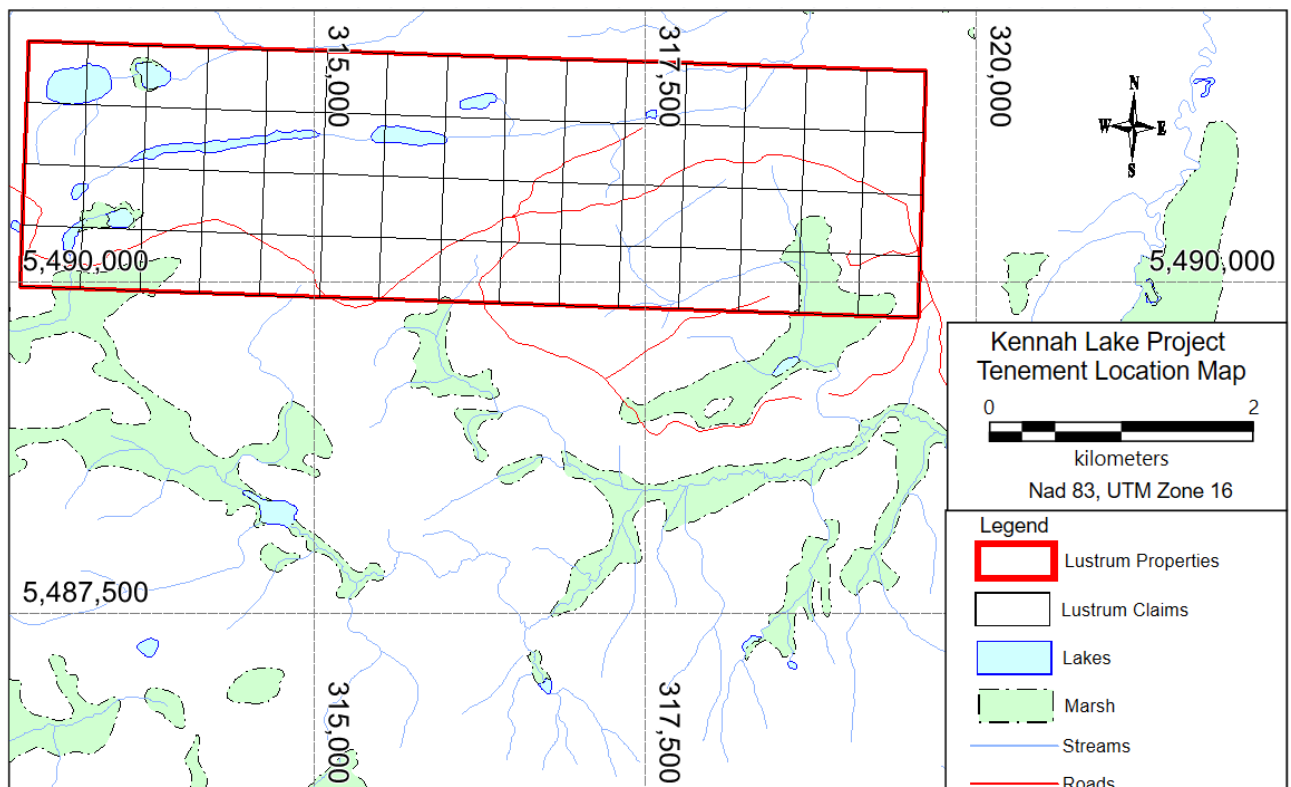 315,000
317,500
320,000
N
W E
S
5,490,000
5,490,000
Kennah Lake Project
Tenement Location Map
0 2
kilometers
Nad 83, UTM Zone 16
Legend
Lustrum Properties
Lustrum Claims
Lakes
Marsh
Streams
Roads
5,487,500
315,000
317,500